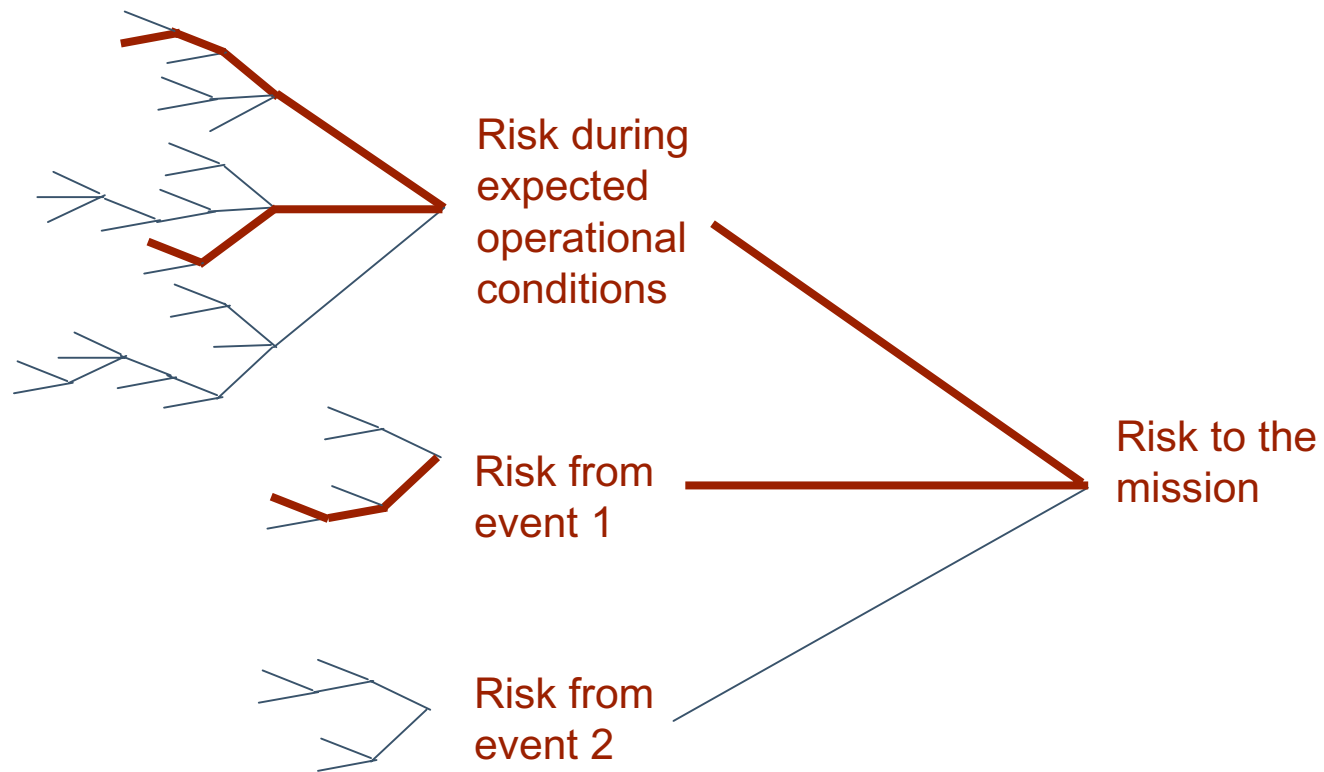 Risk during
expected
operational
conditions
Risk from
event 1
Risk to the
mission
Risk from
event 2